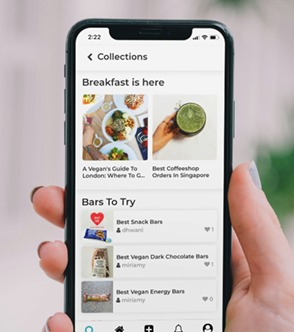 2:22
Collections
Breakfast is here
A Vegan's Guide To
London: Where To G...
Best Coffeeshop
Orders In Singapore
Bars To Try
Best Snack Bars
dhwani
1
Best Vegan Dark Chocolate Bars
miriamy
1
Best Vegan Energy Bars
miriamy
0